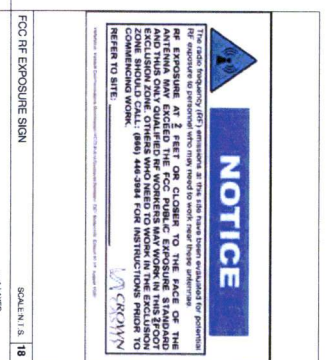 NOTICE
The radio frequency (RF) emissions at this site have been evaluated for potential
RF exposure to personnel who may need to work near these antennae.
RF EXPOSURE AT 2 FEET OR CLOSER TO THE FACE OF THE
ANTENNA MAY EXCEED THE FCC PUBLIC EXPOSURE STANDARD
AND THUS ONLY QUALIFIED RF WORKERS MAY WORK IN THIS 2 FOOT
EXCLUSION ZONE. OTHERS WHO NEED TO WORK IN THE EXCLUSION
ZONE SHOULD CALL: (866) 446-3984 FOR INSTRUCTIONS PRIOR TO
COMMENCING WORK.
REFER TO SITE:
CROWN
FCC RF EXPOSURE SIGN
SCALE: N.T.S.
18